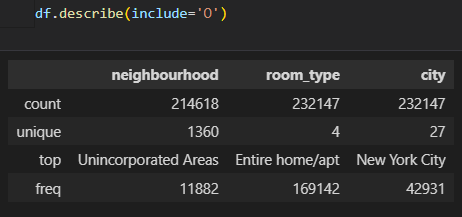 df.describe(include='O')
neighbourhood room_type city
count 214618 232147 232147
unique 1360 4 27
top Unincorporated Areas Entire home/apt New York City
freq 11882 169142 42931